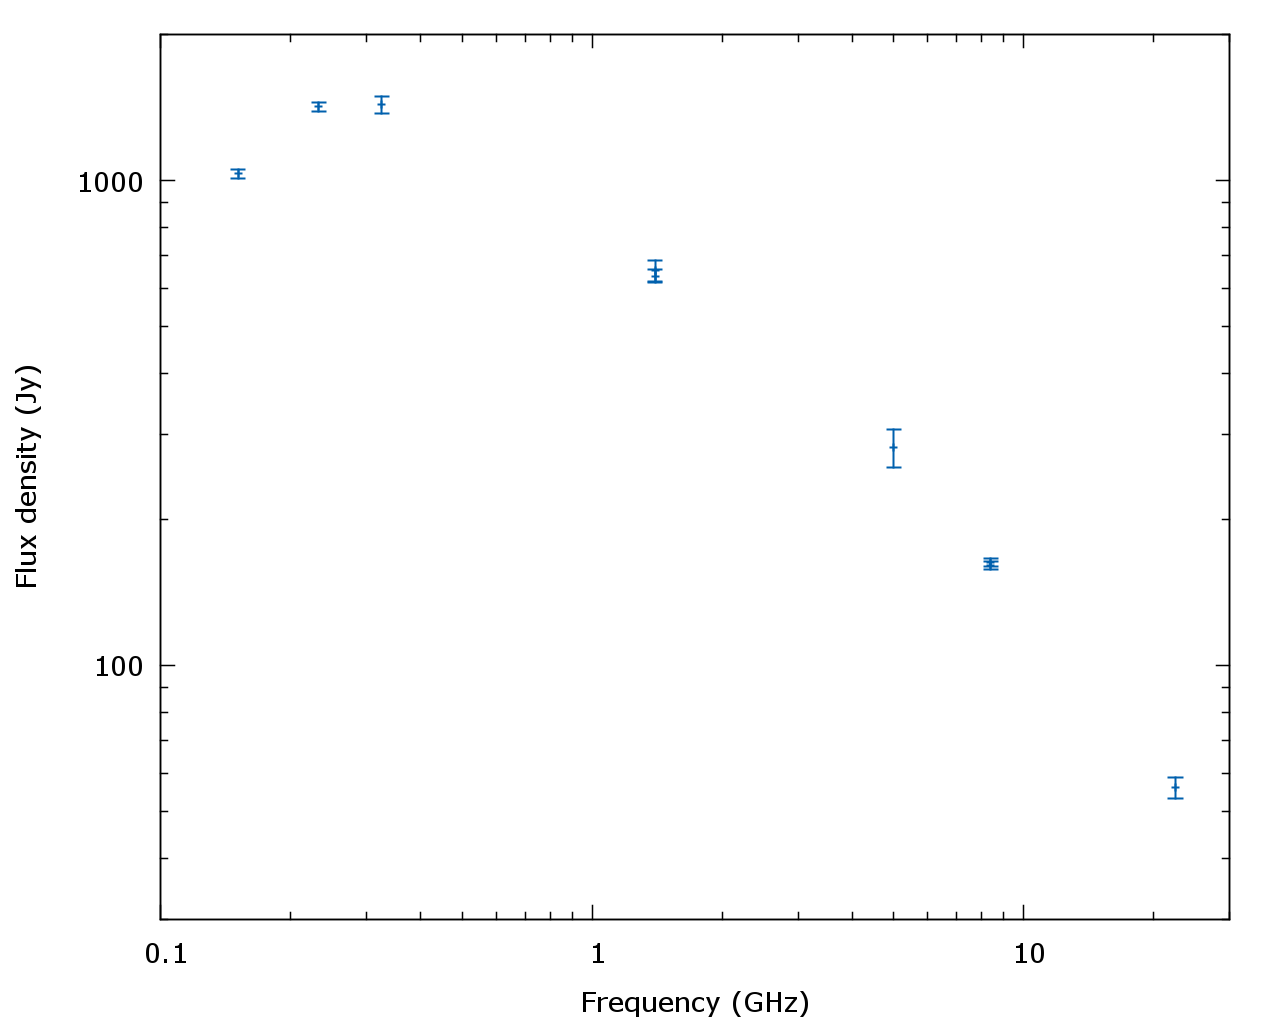 1000
100
0.1 1 10
Flux density (Jy)
Frequency (GHz)